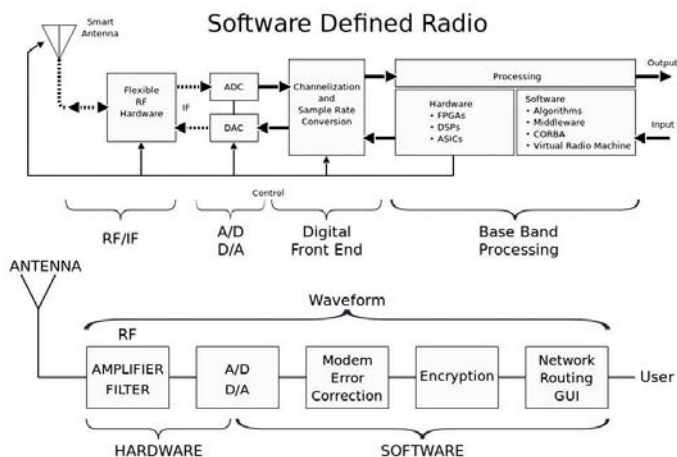 Software Defined Radio
Smart
Antenna
Flexible
RF
Hardware
IF
ADC
DAC
Channelization
and
Sample Rate
Conversion
Processing
Output
Hardware
• FPGAs
• DSPs
• ASICs
Software
• Algorithms
• Middleware
• CORBA
• Virtual Radio Machine
Input
Control
RF/IF
A/D
D/A
Digital
Front End
Base Band
Processing
ANTENNA
Waveform
RF
AMPLIFIER
FILTER
A/D
D/A
Modem
Error
Correction
Encryption
Network
Routing
GUI
User
HARDWARE
SOFTWARE